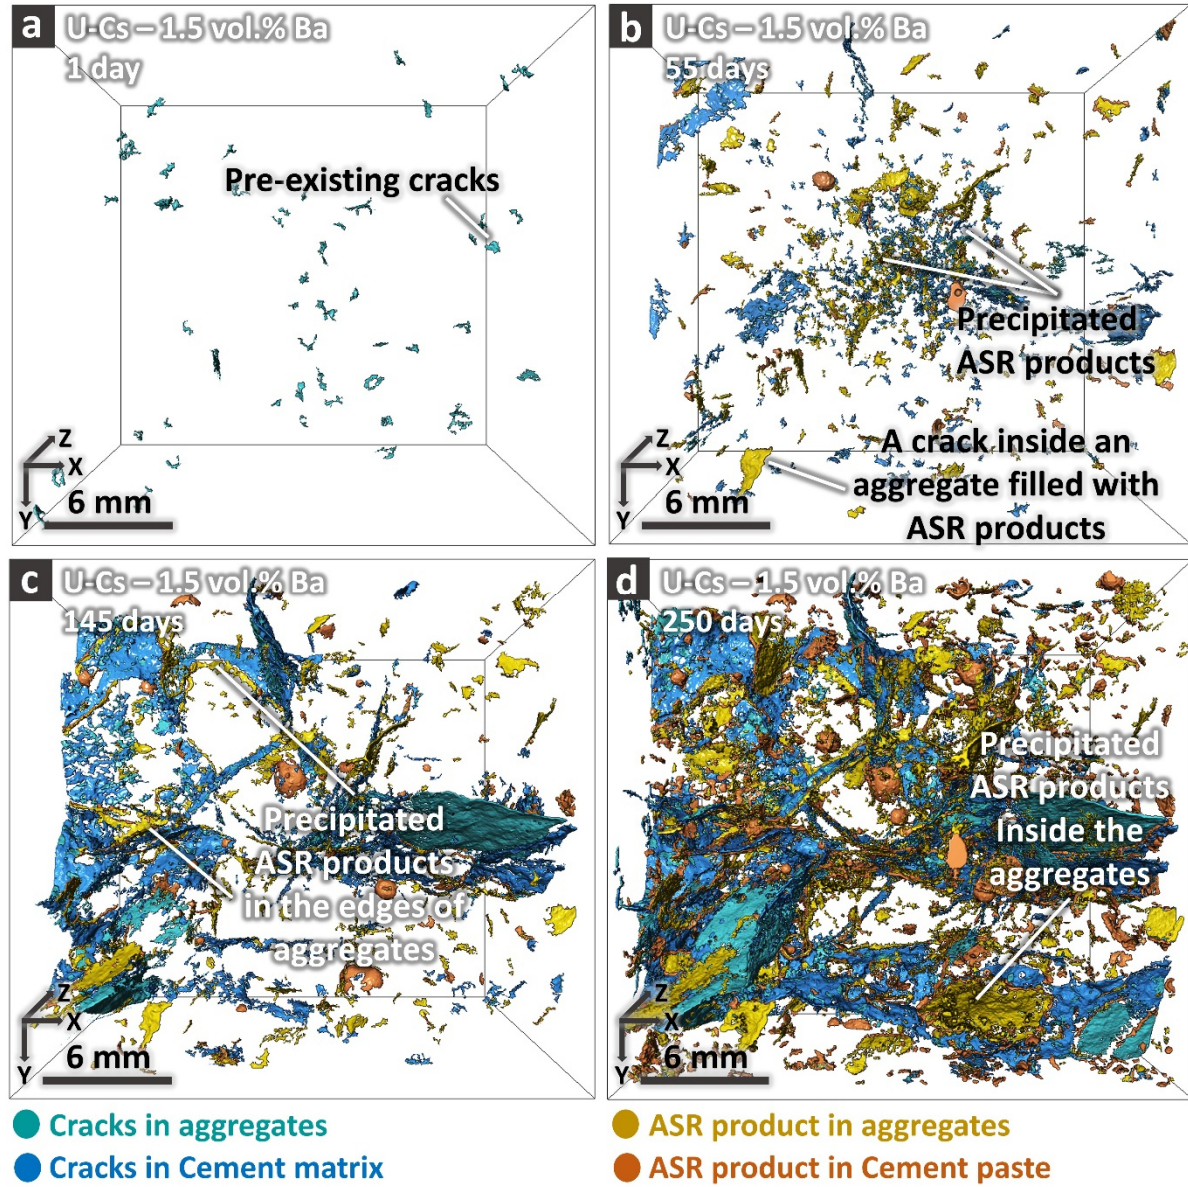 a
U-Cs – 1.5 vol.% Ba
1 day
Pre-existing cracks
Z
X
Y
6 mm
b
U-Cs – 1.5 vol.% Ba
55 days
Precipitated
ASR products
A crack inside an
aggregate filled with
ASR products
Z
X
Y
6 mm
c
U-Cs – 1.5 vol.% Ba
145 days
Precipitated
ASR products
in the edges of
aggregates
Z
X
Y
6 mm
d
U-Cs – 1.5 vol.% Ba
250 days
Precipitated
ASR products
Inside the
aggregates
Z
X
Y
6 mm
Cracks in aggregates
ASR product in aggregates
Cracks in Cement matrix
ASR product in Cement paste